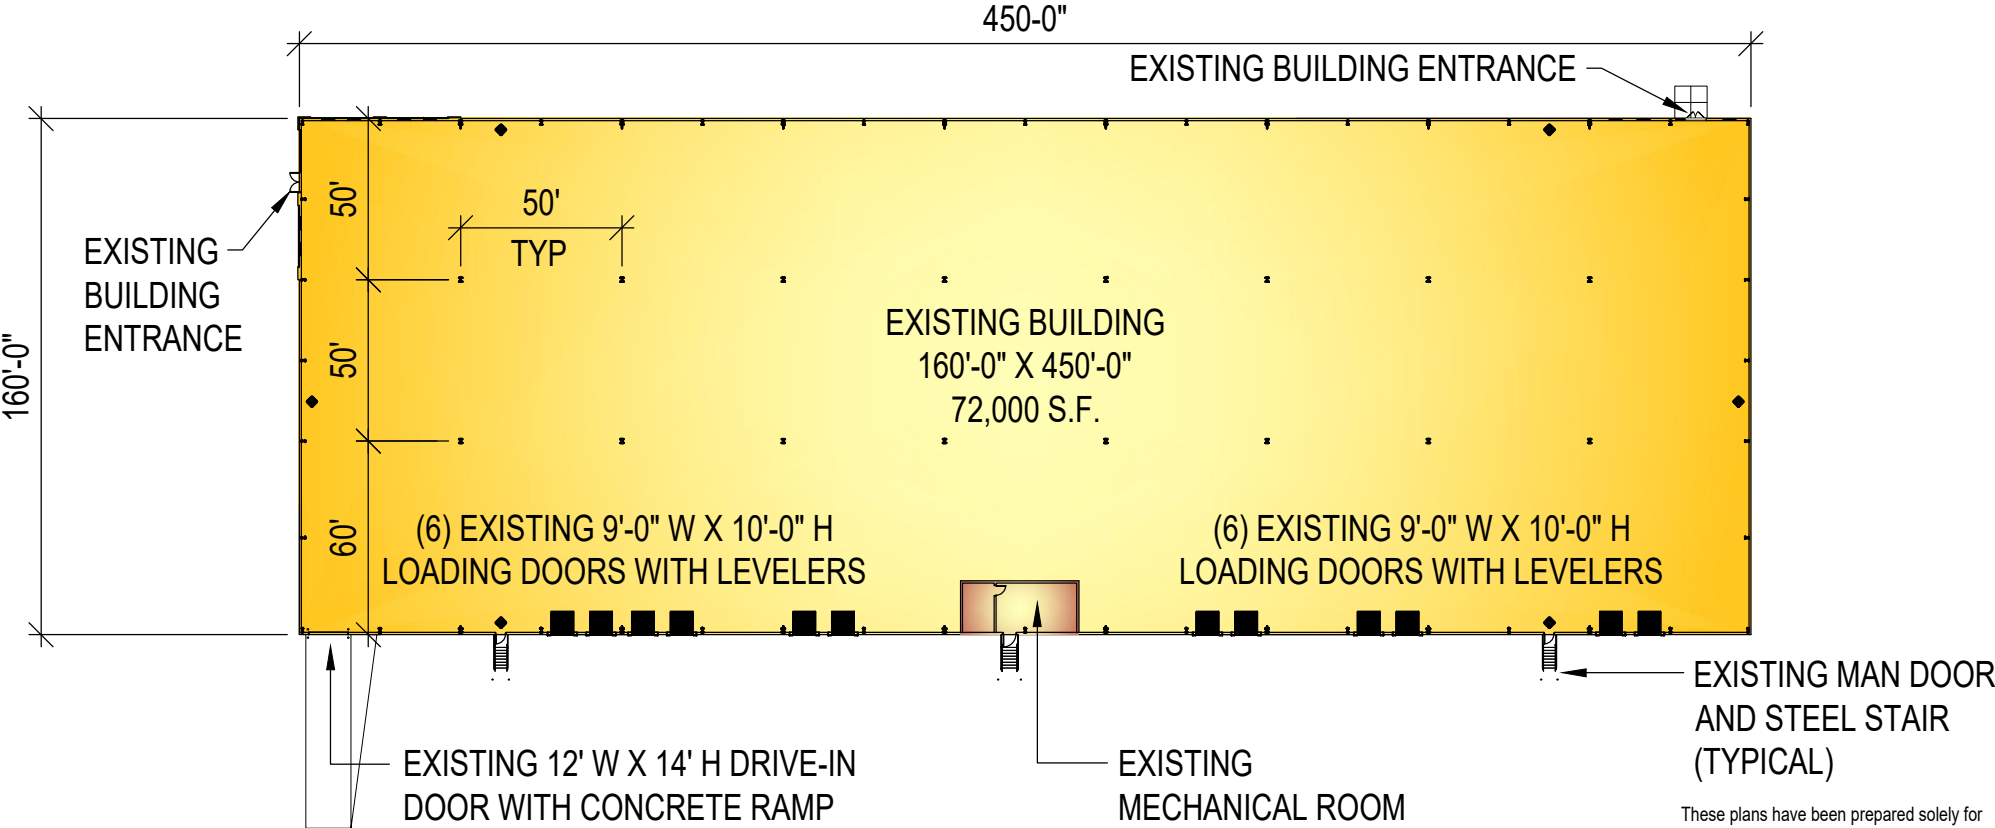 450-0"
EXISTING BUILDING ENTRANCE
160'-0"
50'
50'
TYP
EXISTING
BUILDING
ENTRANCE
50'
EXISTING BUILDING
160'-0" X 450'-0"
72,000 S.F.
60'
(6) EXISTING 9'-0" W X 10'-0" H
LOADING DOORS WITH LEVELERS
(6) EXISTING 9'-0" W X 10'-0" H
LOADING DOORS WITH LEVELERS
EXISTING MAN DOOR
AND STEEL STAIR
(TYPICAL)
EXISTING 12' W X 14' H DRIVE-IN
DOOR WITH CONCRETE RAMP
EXISTING
MECHANICAL ROOM
These plans have been prepared solely for